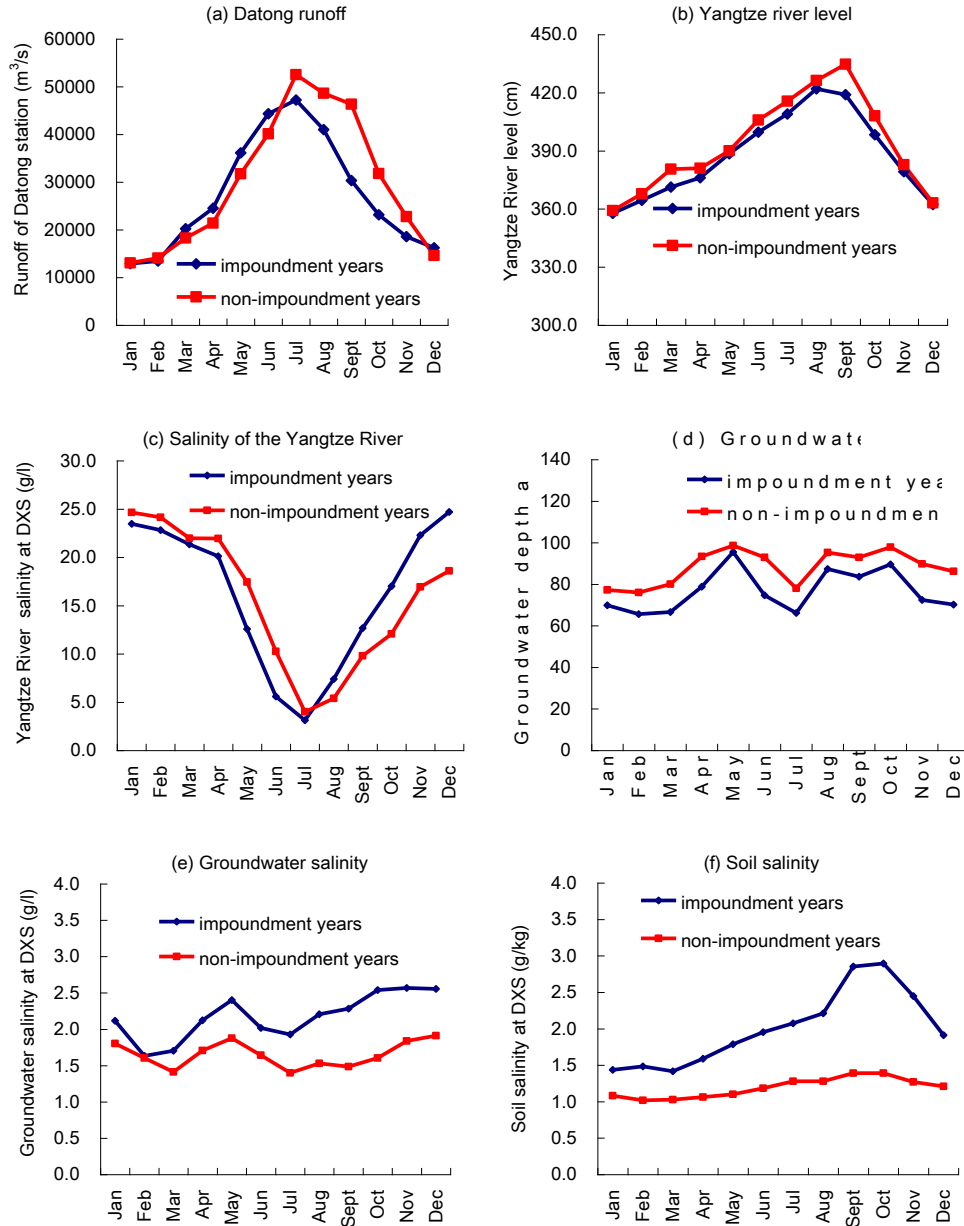 (a) Datong runoff
Runoff of Datong station (m³/s)
60000
50000
40000
30000
20000
10000
0
impoundment years
non-impoundment years
Jan
Feb
Mar
Apr
May
Jun
Jul
Aug
Sept
Oct
Nov
Dec
(b) Yangtze river level
Yangtze River level (cm)
450.0
420.0
390.0
360.0
330.0
300.0
impoundment years
non-impoundment years
Jan
Feb
Mar
Apr
May
Jun
Jul
Aug
Sept
Oct
Nov
Dec
(c) Salinity of the Yangtze River
Yangtze River salinity at DXS (g/l)
30.0
25.0
20.0
15.0
10.0
5.0
0.0
impoundment years
non-impoundment years
Jan
Feb
Mar
Apr
May
Jun
Jul
Aug
Sept
Oct
Nov
Dec
(d) Groundwate
Groundwater depth a
140
120
100
80
60
40
20
0
impoundment yea
non-impoundmen
Jan
Feb
Mar
Apr
May
Jun
Jul
Aug
Sept
Oct
Nov
Dec
(e) Groundwater salinity
Groundwater salinity at DXS (g/l)
4.0
3.5
3.0
2.5
2.0
1.5
1.0
0.5
0.0
impoundment years
non-impoundment years
Jan
Feb
Mar
Apr
May
Jun
Jul
Aug
Sept
Oct
Nov
Dec
(f) Soil salinity
Soil salinity at DXS (g/kg)
4.0
3.5
3.0
2.5
2.0
1.5
1.0
0.5
0.0
impoundment years
non-impoundment years
Jan
Feb
Mar
Apr
May
Jun
Jul
Aug
Sept
Oct
Nov
Dec